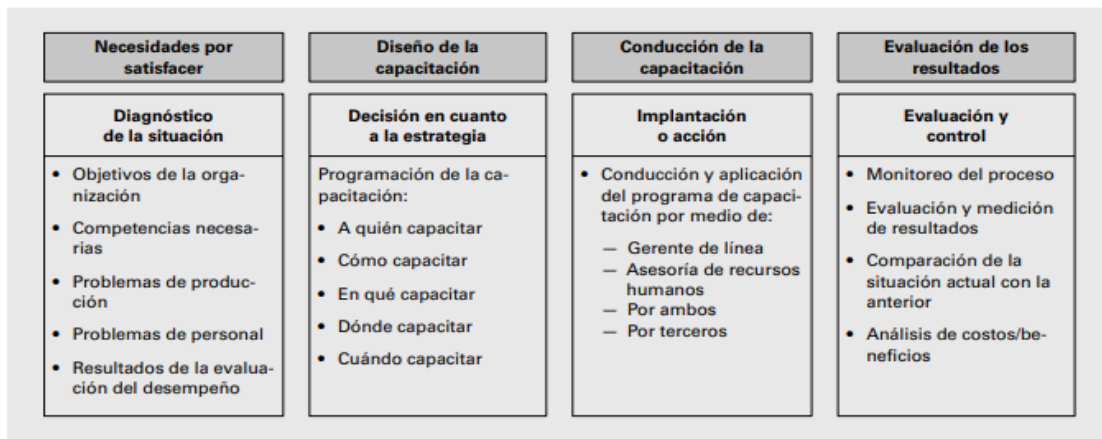 Necesidades por
satisfacer
Diagnóstico
de la situación
• Objetivos de la orga-
nización
• Competencias necesa-
rias
• Problemas de produc-
ción
• Problemas de personal
• Resultados de la evalua-
ción del desempeño
Diseño de la
capacitación
Decisión en cuanto
a la estrategia
Programación de la ca-
pacitación:
• A quién capacitar
• Cómo capacitar
• En qué capacitar
• Dónde capacitar
• Cuándo capacitar
Conducción de la
capacitación
Implantación
o acción
• Conducción y aplicación
del programa de capaci-
tación por medio de:
— Gerente de línea
— Asesoría de recursos
humanos
— Por ambos
— Por terceros
Evaluación de los
resultados
Evaluación y
control
• Monitoreo del proceso
• Evaluación y medición
de resultados
• Comparación de la
situación actual con la
anterior
• Análisis de costos/be-
neficios